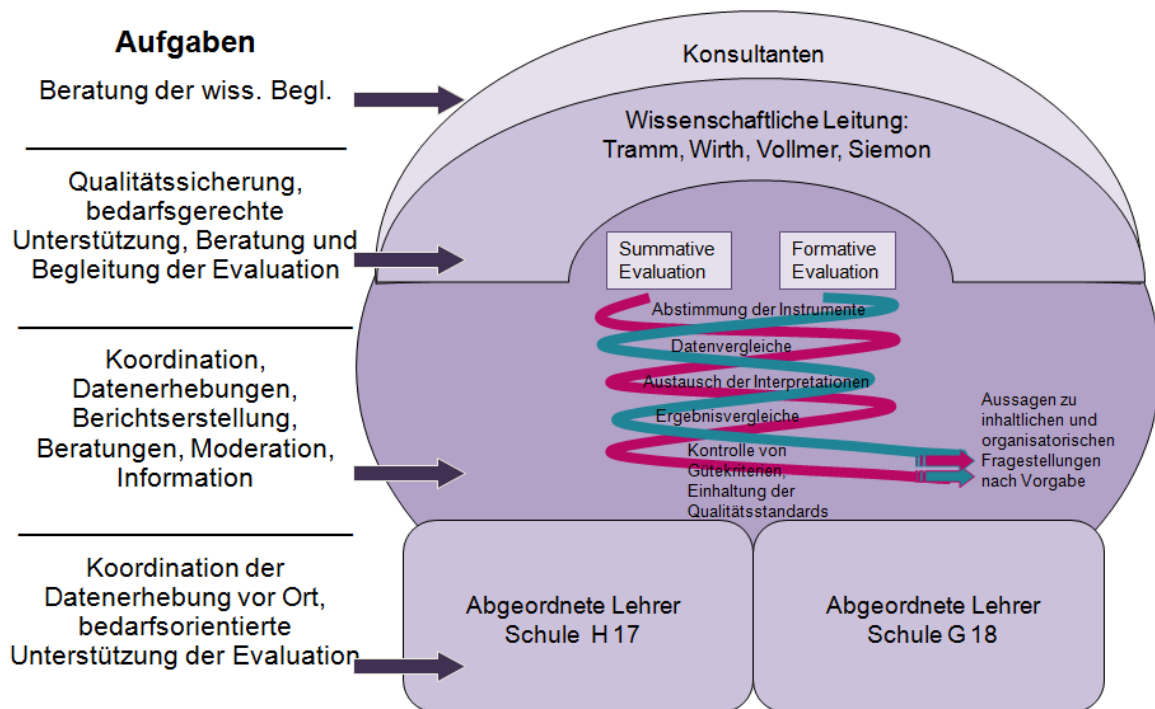 Aufgaben
Beratung der wiss. Begl.
Qualitätssicherung,
bedarfsgerechte
Unterstützung, Beratung und
Begleitung der Evaluation
Koordination,
Datenerhebungen,
Berichtserstellung,
Beratungen, Moderation,
Information
Koordination der
Datenerhebung vor Ort,
bedarfsorientierte
Unterstützung der Evaluation
Konsultanten
Wissenschaftliche Leitung:
Tramm, Wirth, Vollmer, Siemon
Summative
Evaluation
Formative
Evaluation
Abstimmung der Instrumente
Datenvergleiche
Austausch der Interpretationen
Ergebnisvergleiche
Kontrolle von
Gütekriterien,
Einhaltung der
Qualitätsstandards
Aussagen zu
inhaltlichen und
organisatorischen
Fragestellungen
nach Vorgabe
Abgeordnete Lehrer
Schule H 17
Abgeordnete Lehrer
Schule G 18